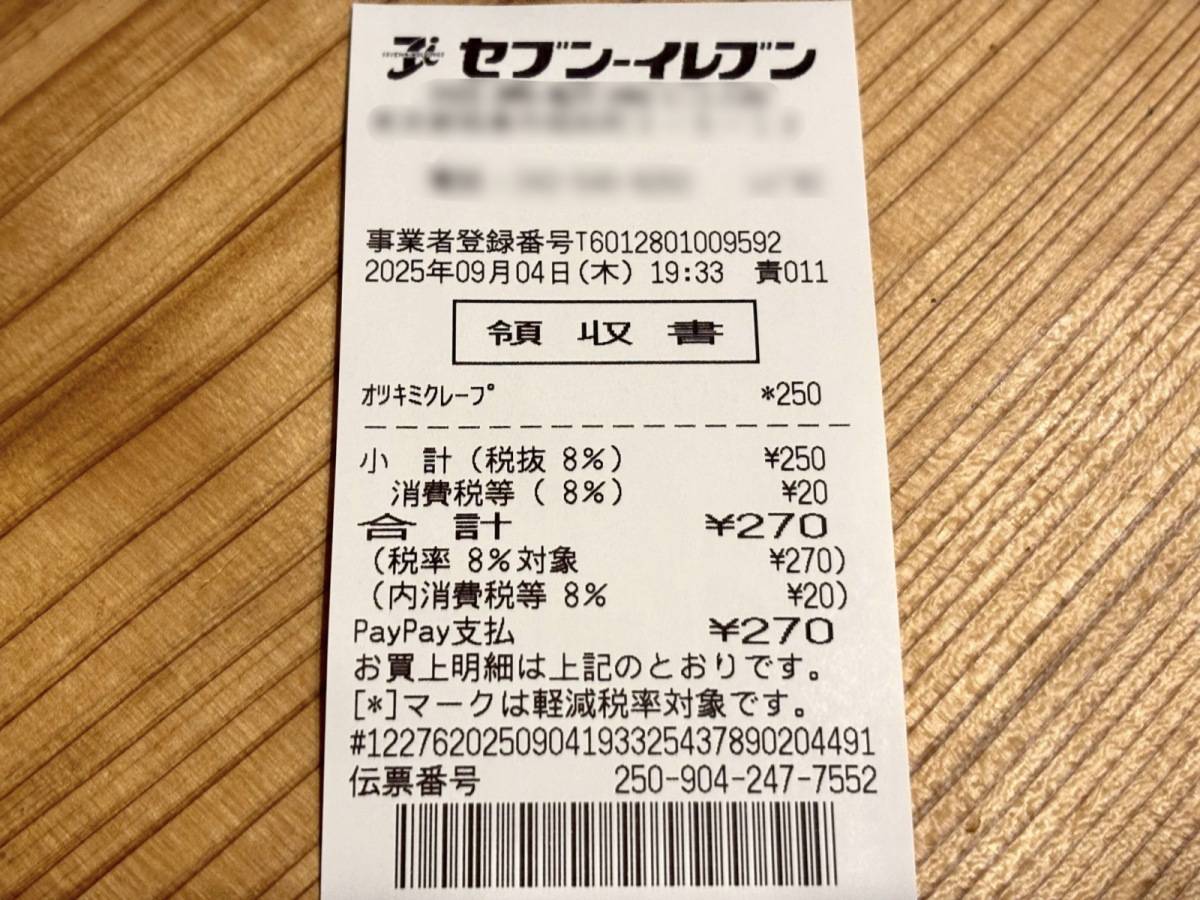 セブン-イレブン
事業者登録番号T6012801009592
2025年09月04日(木) 19:33 責011
領収書
ｵﾂｷﾐｸﾚｰﾌﾟ *250
小 計(税抜 8%) ¥250
消費税等( 8%) ¥20
合 計 ¥270
(税率 8%対象 ¥270)
(内消費税等 8% ¥20)
PayPay支払 ¥270
お買上明細は上記のとおりです。
[*]マークは軽減税率対象です。
#122762025090419332543789020449​1
伝票番号 250-904-247-7552